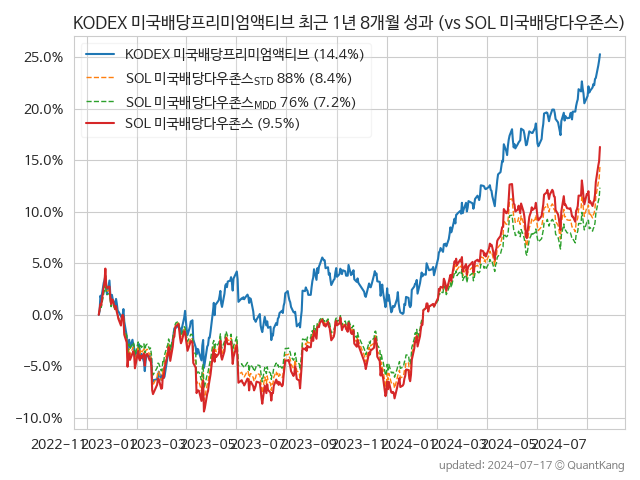 KODEX 미국배당프리미엄액티브 최근 1년 8개월 성과 (vs SOL 미국배당다우존스)
KODEX 미국배당프리미엄액티브 (14.4%)
SOL 미국배당다우존스STD 88% (8.4%)
SOL 미국배당다우존스MDD 76% (7.2%)
SOL 미국배당다우존스 (9.5%)
25.0%
20.0%
15.0%
10.0%
5.0%
0.0%
−5.0%
−10.0%
2022-11 2023-01 2023-03 2023-05 2023-07 2023-09 2023-11 2024-01 2024-03 2024-05 2024-07
updated: 2024-07-17 © QuantKang